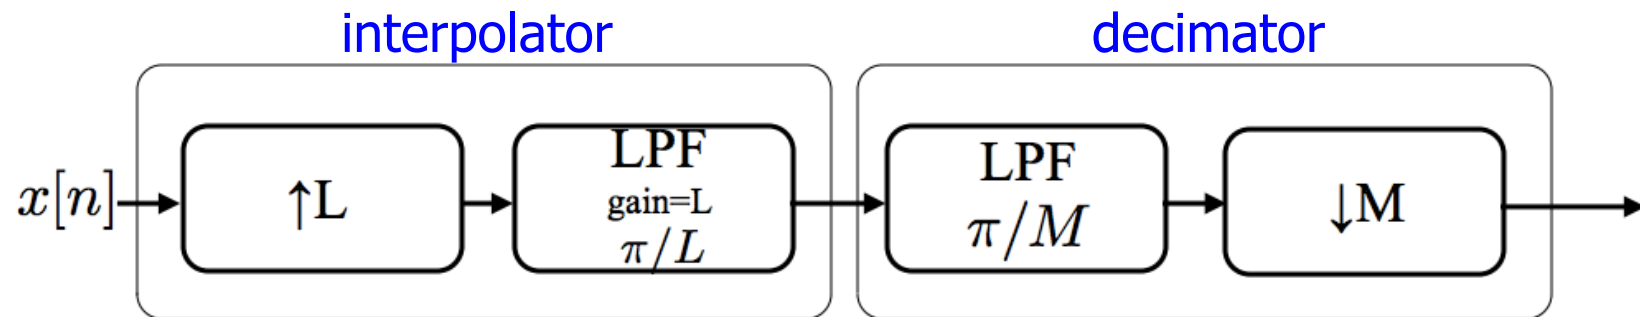 interpolator
decimator
x[n]
↑L
LPF
gain=L
π/L
LPF
π/M
↓M